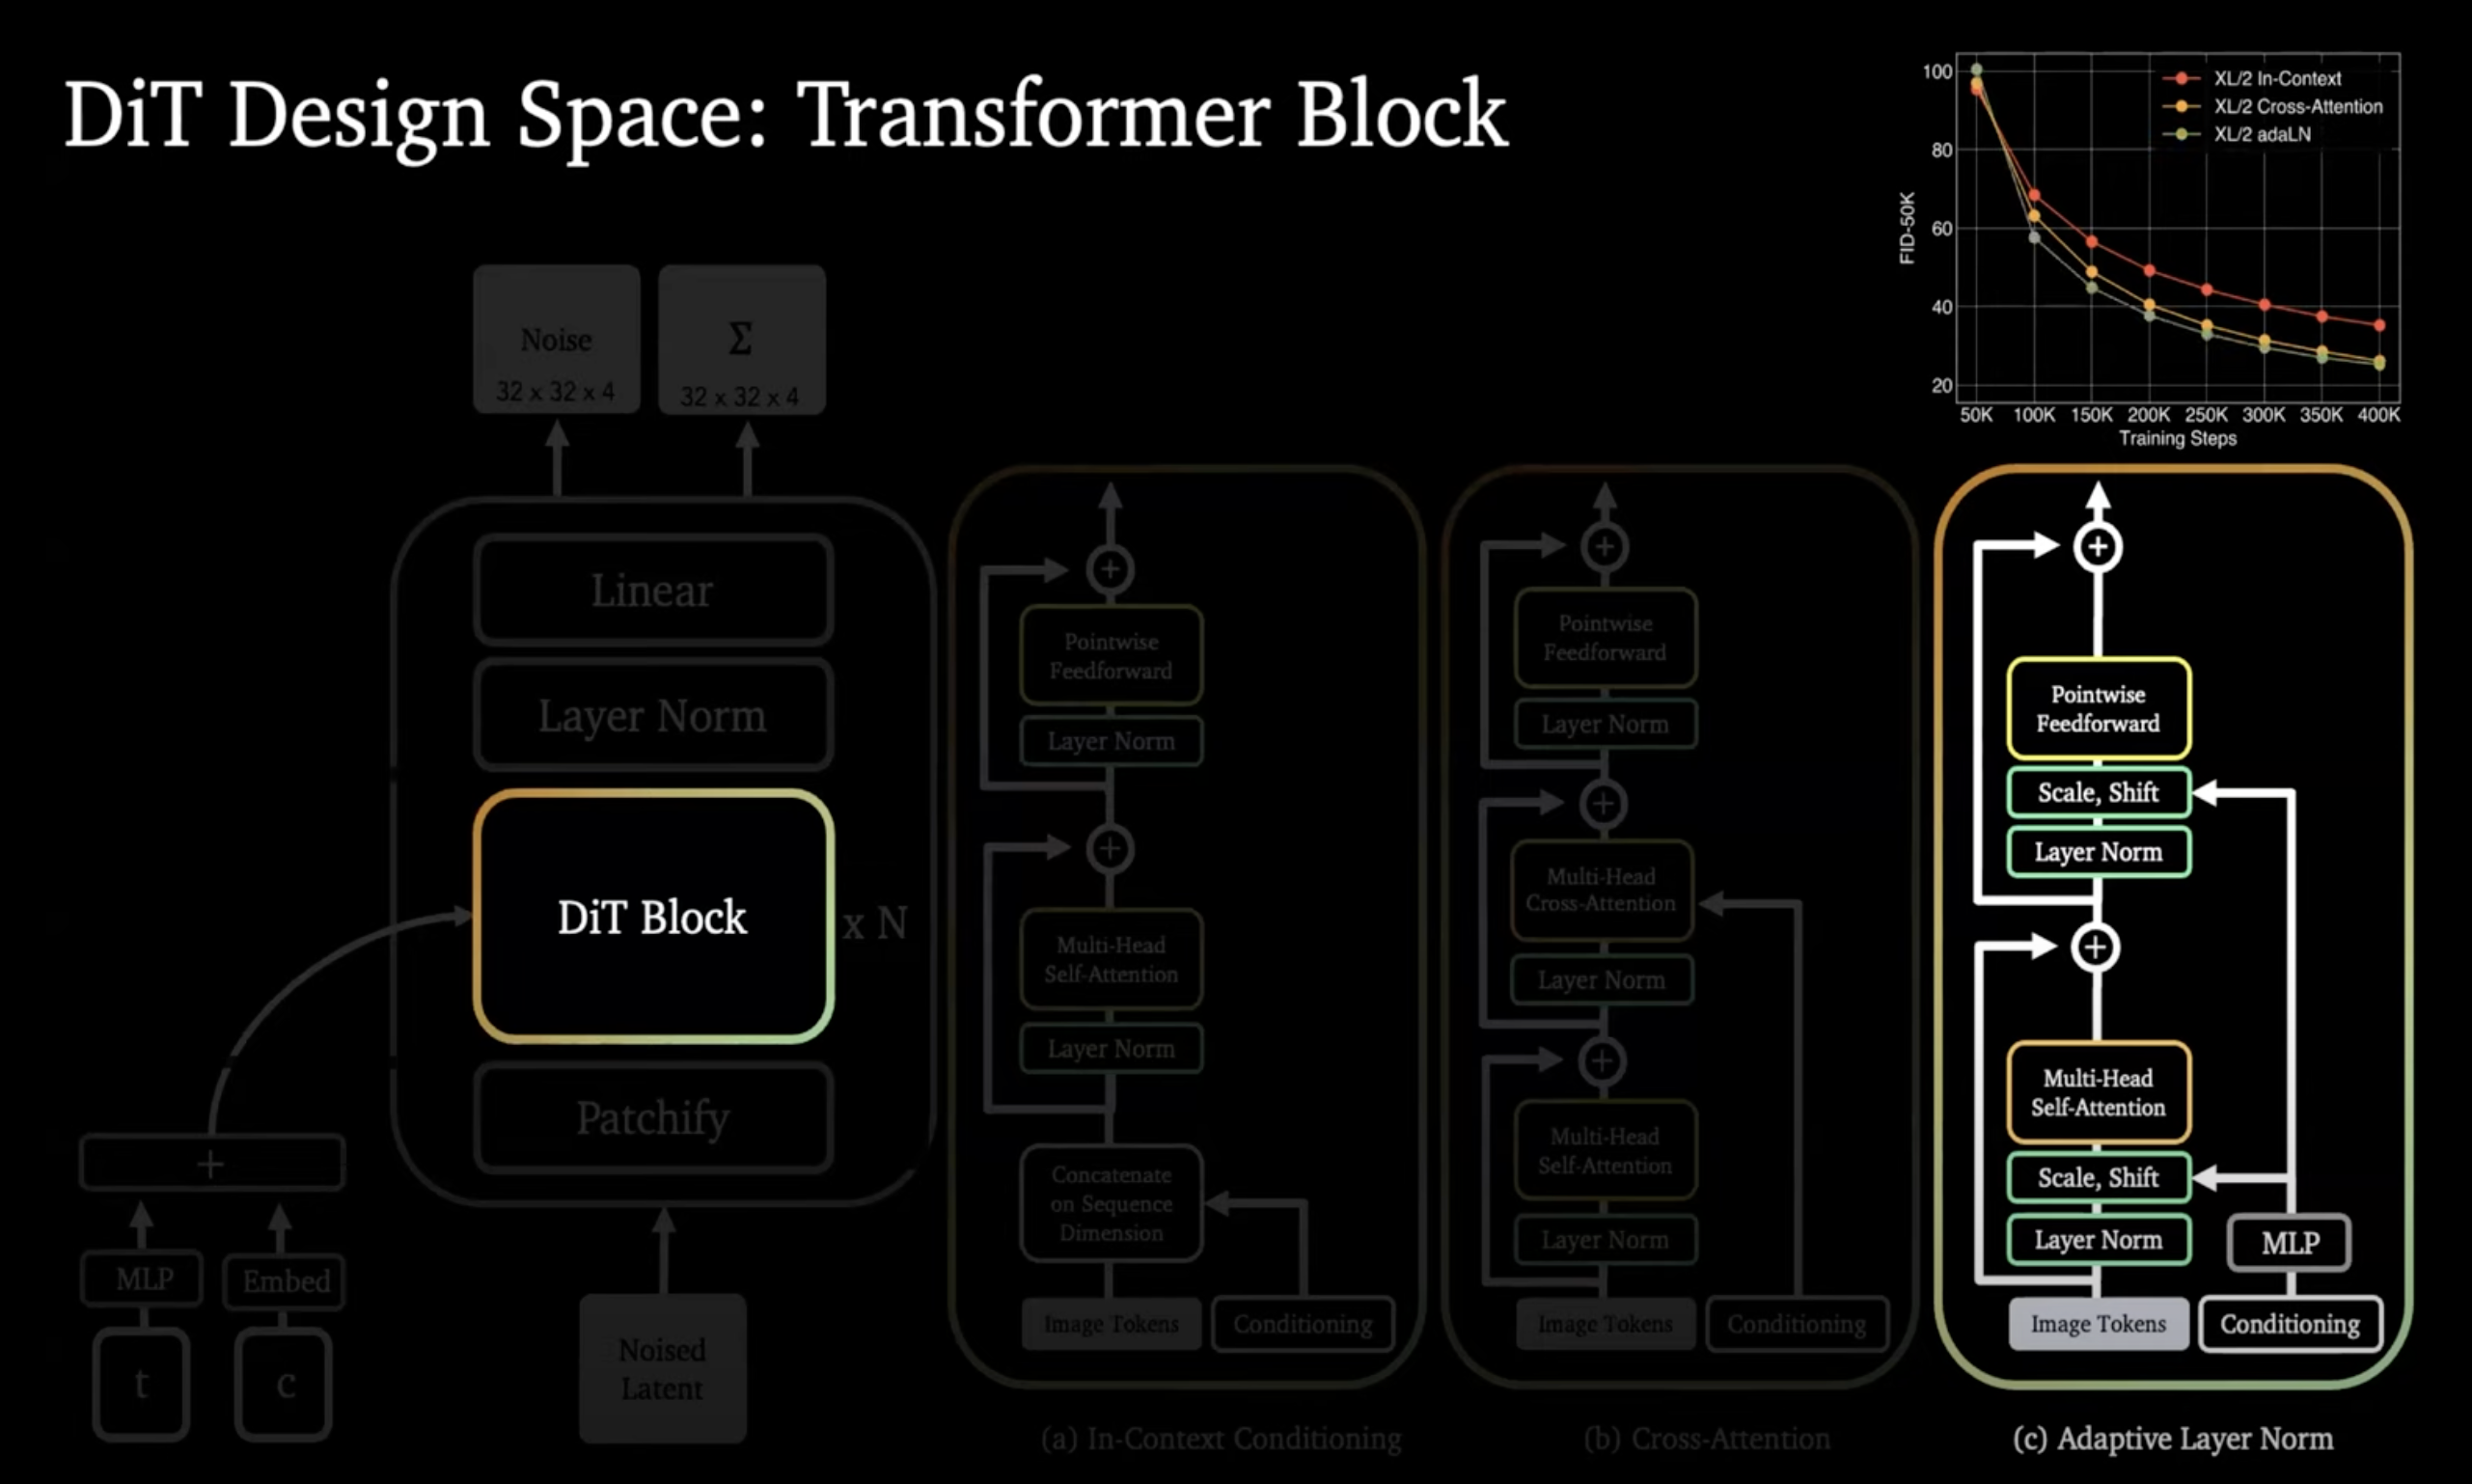 DiT Design Space: Transformer Block
100
80
60
40
20
FID-50K
XL/2 In-Context
XL/2 Cross-Attention
XL/2 adaLN
50K 100K 150K 200K 250K 300K 350K 400K
Training Steps
Noise
32 x 32 x 4
Σ
32 x 32 x 4
Linear
Layer Norm
DiT Block
x N
Patchify
+
MLP
Embed
t
c
Noised
Latent
+
Pointwise
Feedforward
Layer Norm
+
Multi-Head
Self-Attention
Layer Norm
Concatenate
on Sequence
Dimension
Image Tokens
Conditioning
(a) In-Context Conditioning
+
Pointwise
Feedforward
Layer Norm
+
Multi-Head
Cross-Attention
Layer Norm
+
Multi-Head
Self-Attention
Layer Norm
Image Tokens
Conditioning
(b) Cross-Attention
+
Pointwise
Feedforward
Scale, Shift
Layer Norm
+
Multi-Head
Self-Attention
Scale, Shift
Layer Norm
MLP
Image Tokens
Conditioning
(c) Adaptive Layer Norm